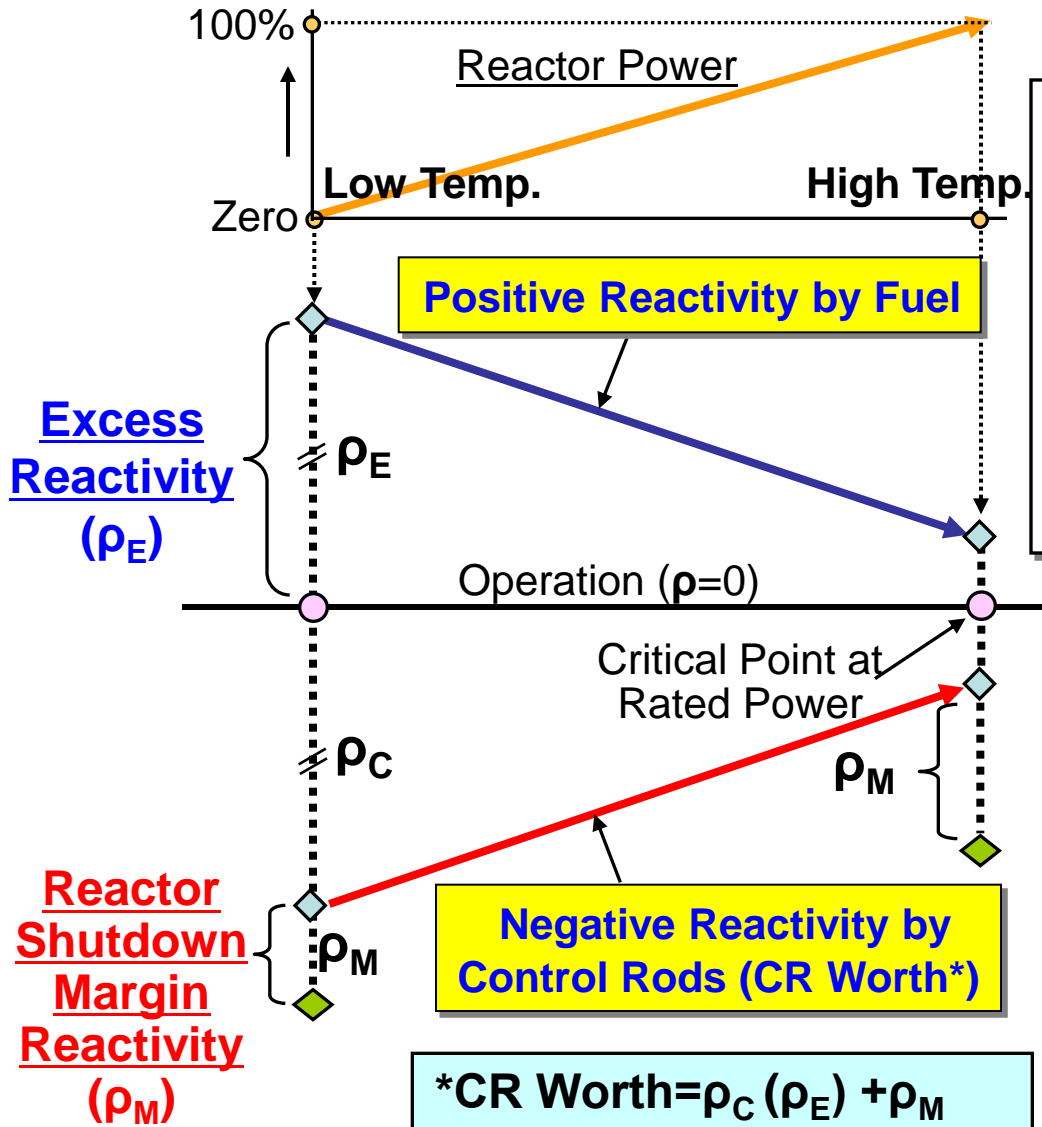 100%
Reactor Power
Low Temp.
High Temp.
Zero
Positive Reactivity by Fuel
Excess
Reactivity
(ρE)
ρE
Operation (ρ=0)
Critical Point at
Rated Power
ρC
ρM
Reactor
Shutdown
Margin
Reactivity
(ρM)
ρM
Negative Reactivity by
Control Rods (CR Worth*)
*CR Worth=ρC (ρE) +ρM